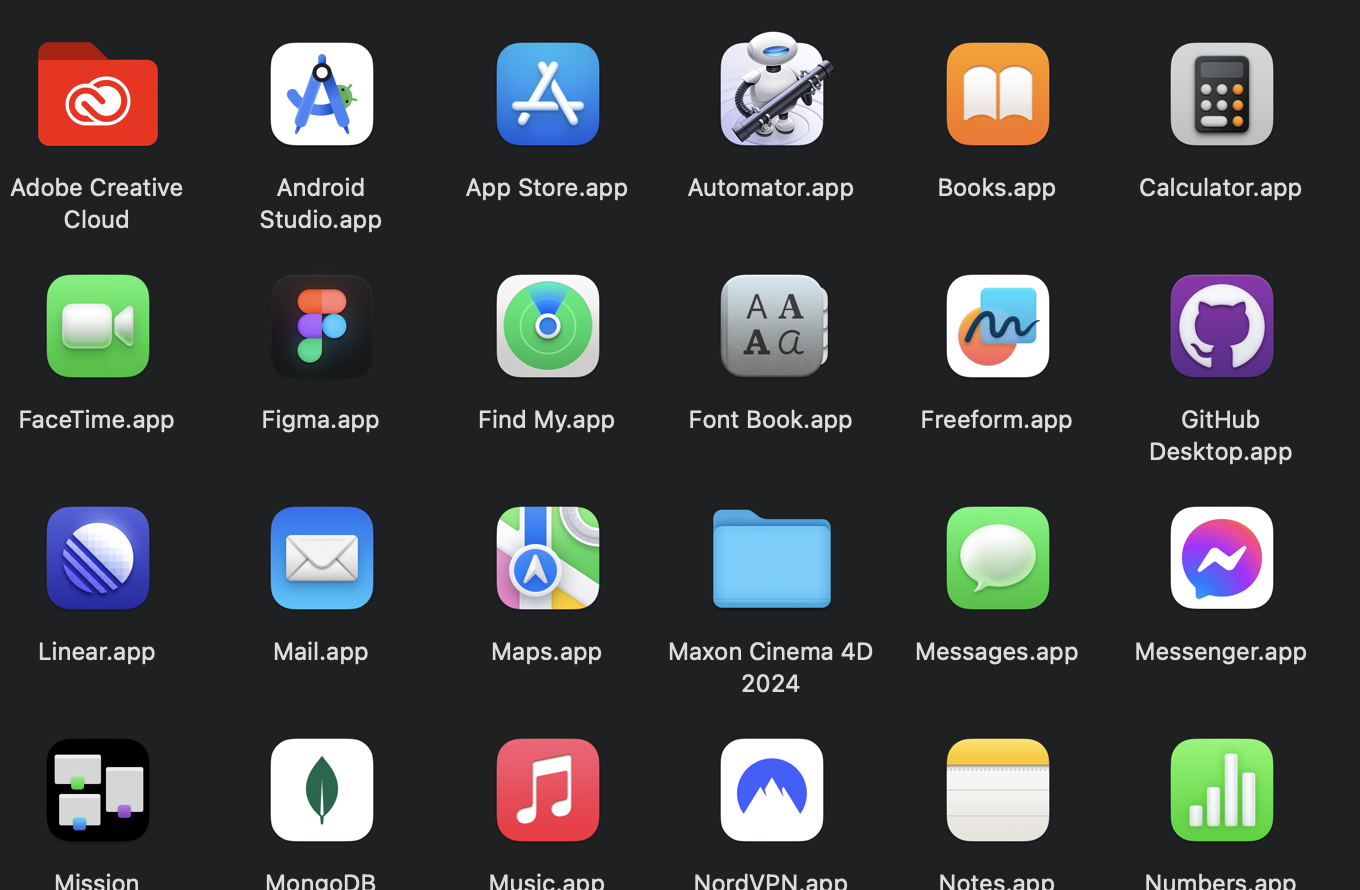 Adobe Creative
Cloud
Android
Studio.app
App Store.app
Automator.app
Books.app
Calculator.app
FaceTime.app
Figma.app
Find My.app
A A
A a
Font Book.app
Freeform.app
GitHub
Desktop.app
Linear.app
Mail.app
Maps.app
Maxon Cinema 4D
2024
Messages.app
Messenger.app
Mission
MongoDB
Music.app
NordVPN.app
Notes.app
Numbers.app